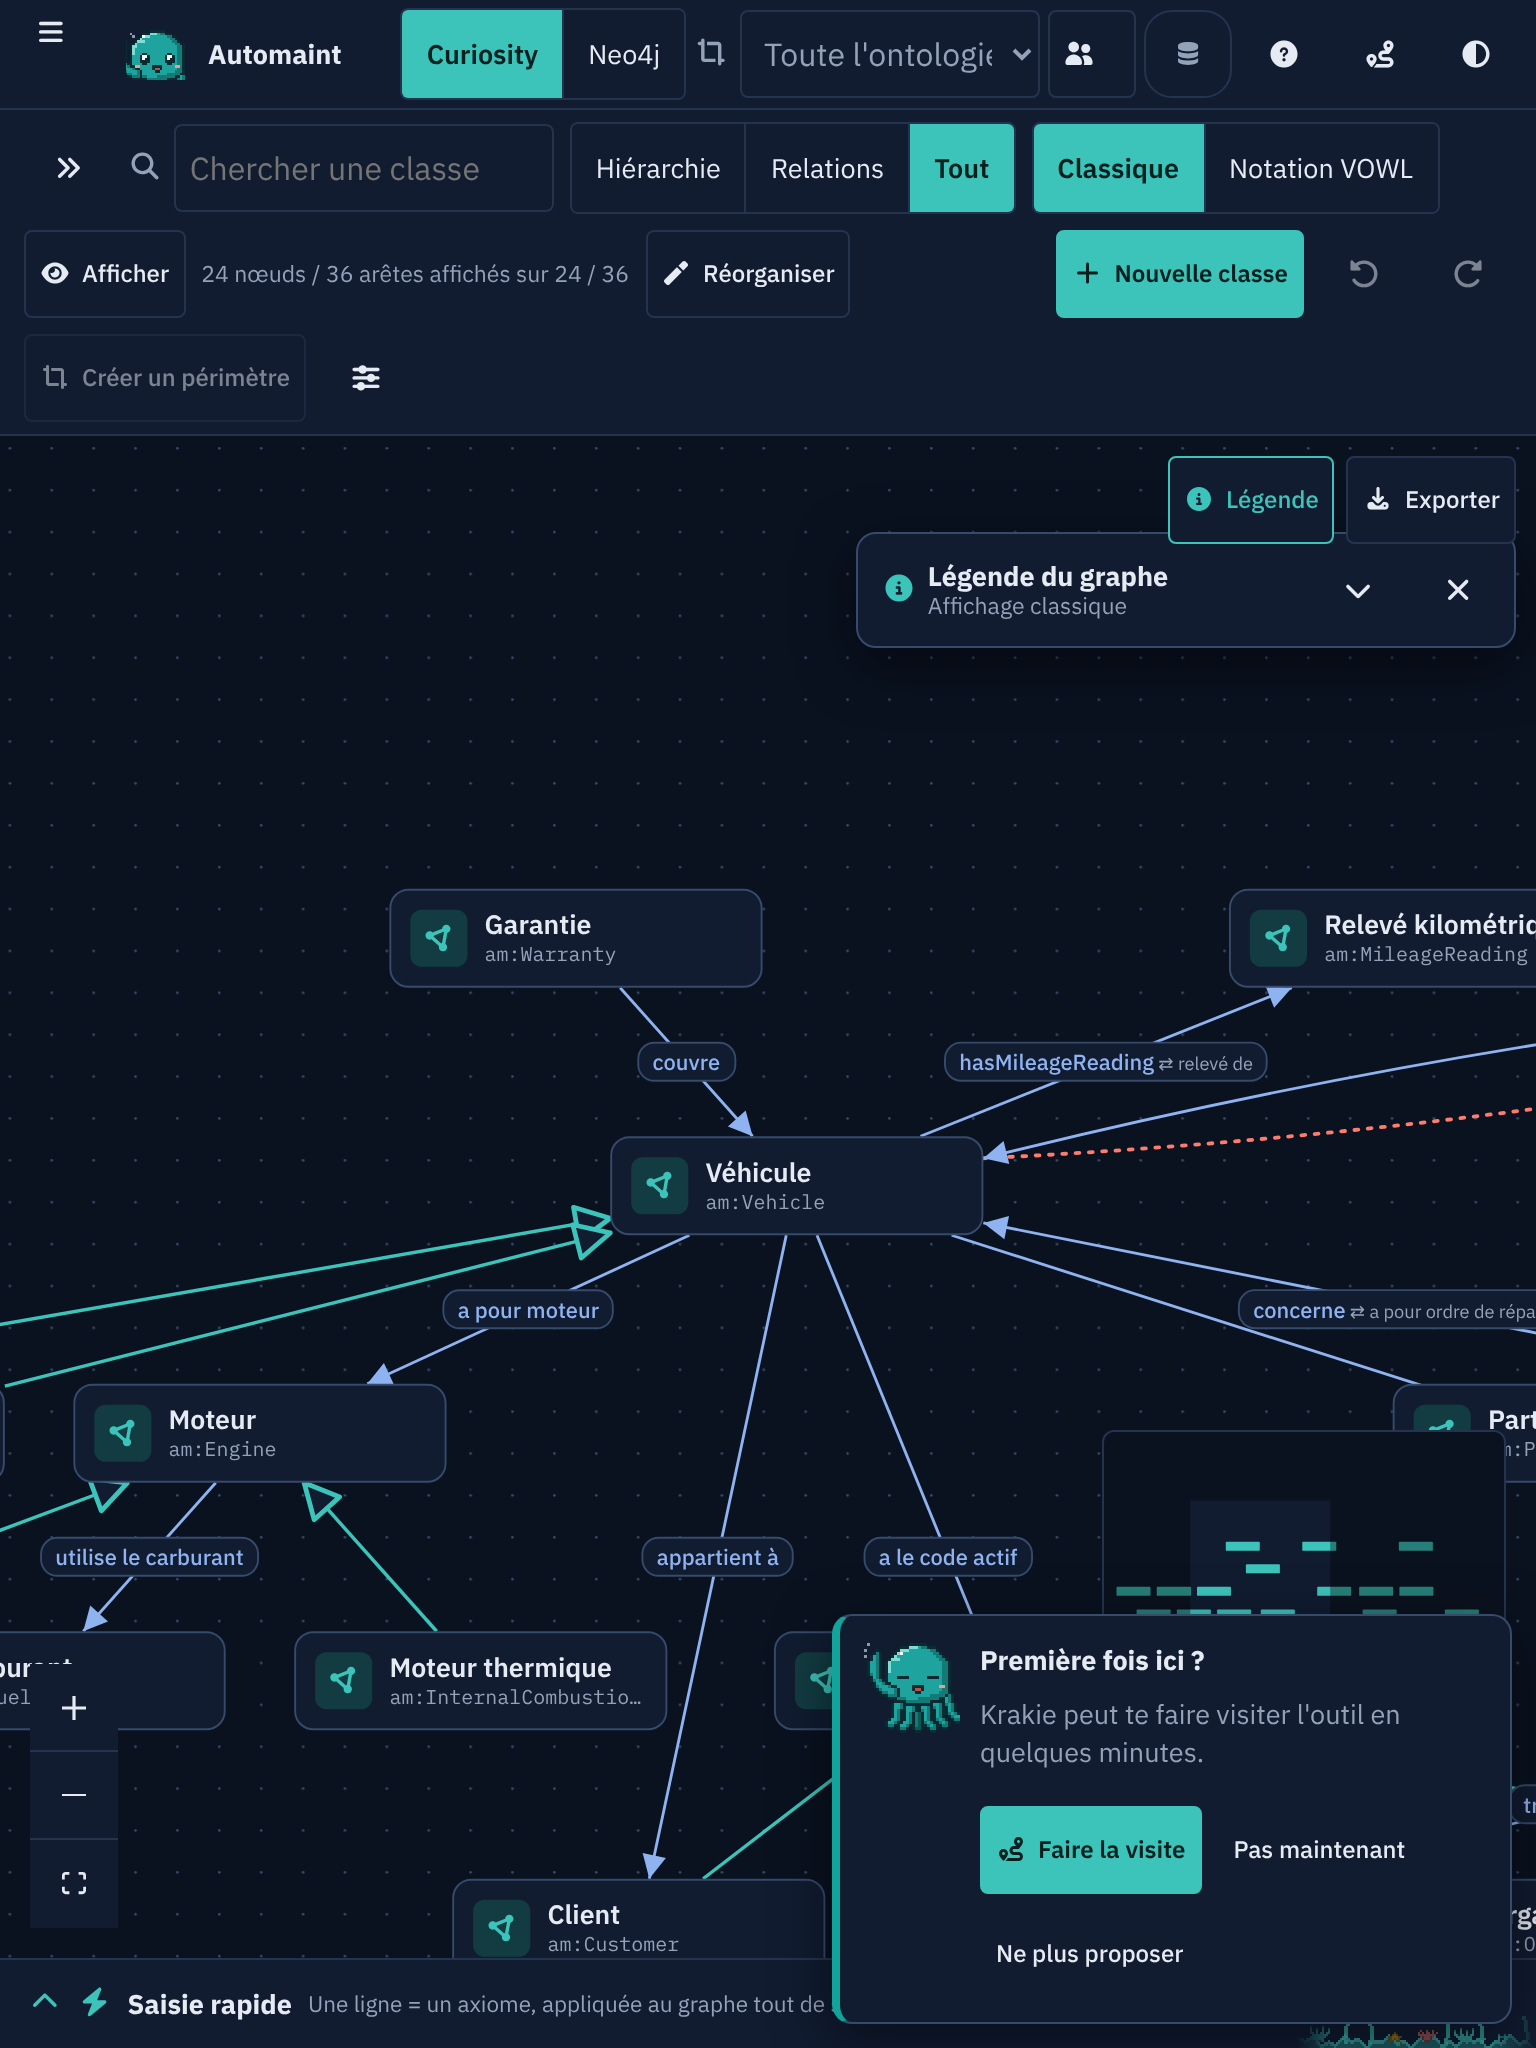 Automaint
Curiosity
Neo4j
Toute l'ontologie
Chercher une classe
Hiérarchie
Relations
Tout
Classique
Notation VOWL
Afficher
24 nœuds / 36 arêtes affichés sur 24 / 36
Réorganiser
+ Nouvelle classe
Créer un périmètre
Légende
Exporter
Légende du graphe
Affichage classique
Garantie
am:Warranty
Relevé kilométriq
am:MileageReading
couvre
hasMileageReading ⇄ relevé de
Véhicule
am:Vehicle
a pour moteur
concerne ⇄ a pour ordre de répa
Moteur
am:Engine
Part
utilise le carburant
appartient à
a le code actif
Moteur thermique
am:InternalCombustio…
Client
am:Customer
Première fois ici ?
Krakie peut te faire visiter l'outil en
quelques minutes.
Faire la visite
Pas maintenant
Ne plus proposer
Saisie rapide
Une ligne = un axiome, appliquée au graphe tout de